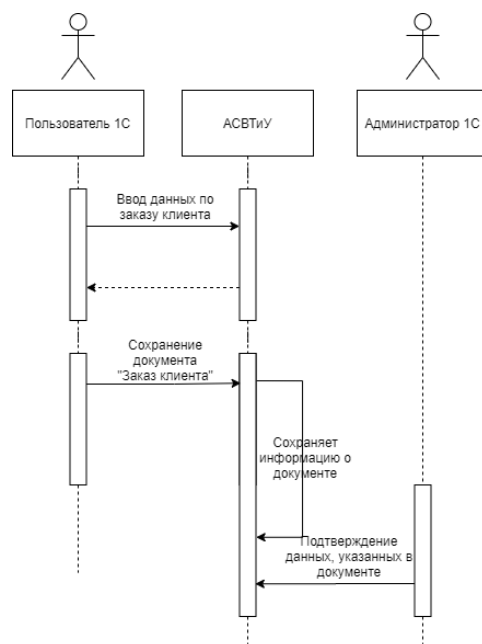 Пользователь 1С
АСВТиУ
Администратор 1С
Ввод данных по
заказу клиента
Сохранение
документа
"Заказ клиента"
Сохраняет
информацию о
документе
Подтверждение
данных, указанных в
документе